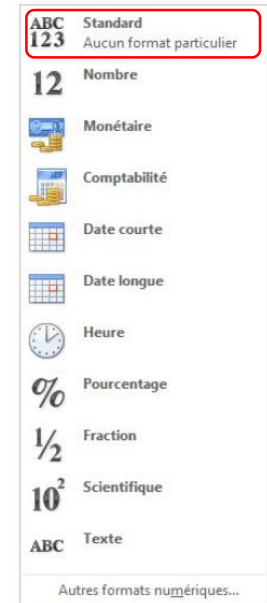 ABC Standard
123 Aucun format particulier
12 Nombre
Monétaire
Comptabilité
Date courte
Date longue
Heure
% Pourcentage
½ Fraction
10² Scientifique
ABC Texte
Autres formats numériques...